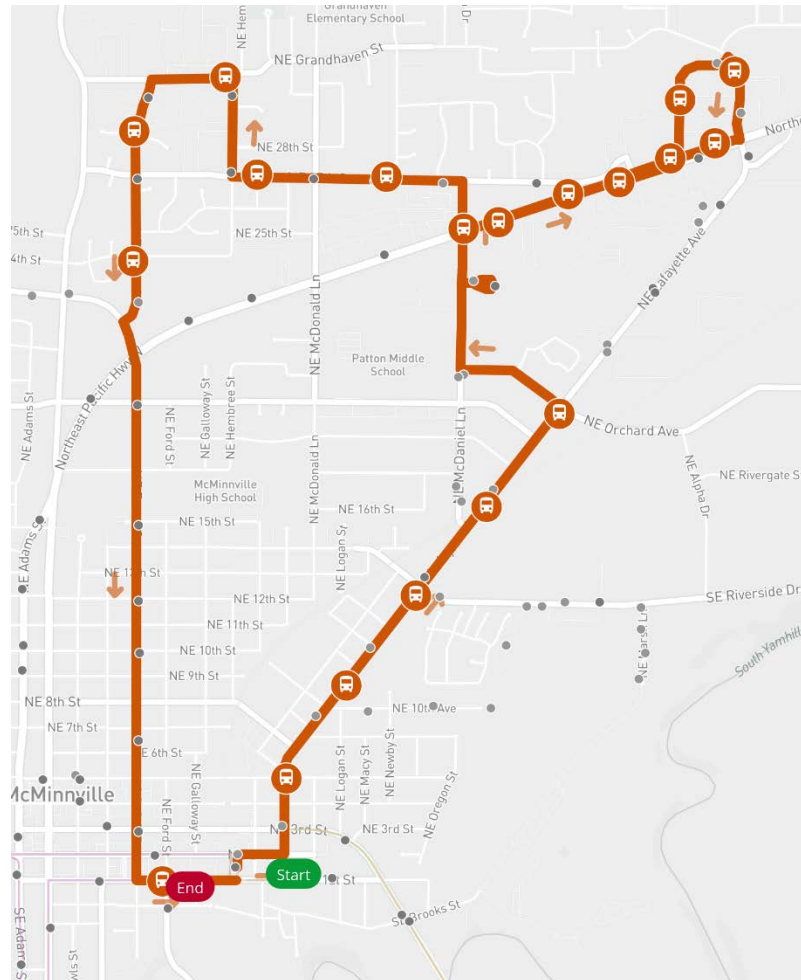 Grandhaven
Elementary School
NE Hem
NE Grandhaven St
NE 28th St
Northe
NE McDonald Ln
NE 25th St
25th St
4th St
NE Lafayette Ave
Northeast Pacific Hwy W
Patton Middle
School
NE Adams St
NE Ford St
NE Galloway St
NE Hembree St
NE McDonald Ln
NE McDaniel Ln
NE Orchard Ave
NE Alpha Dr
NE Rivergate S
McMinnville
High School
NE 16th St
NE 15th St
NE Adams St
NE Logan St
NE 12th St
SE Riverside Dr
NE 11th St
NE 10th St
NE 9th St
South Yamhill
NE 8th St
NE 10th Ave
NE 7th St
E 6th St
NE Logan St
NE Macy St
NE Newby St
NE Oregon St
McMinnville
NE Galloway St
NE Ford St
NE 3rd St
NE 3rd St
End
Start
1st St
St Brooks St
SE Adam S